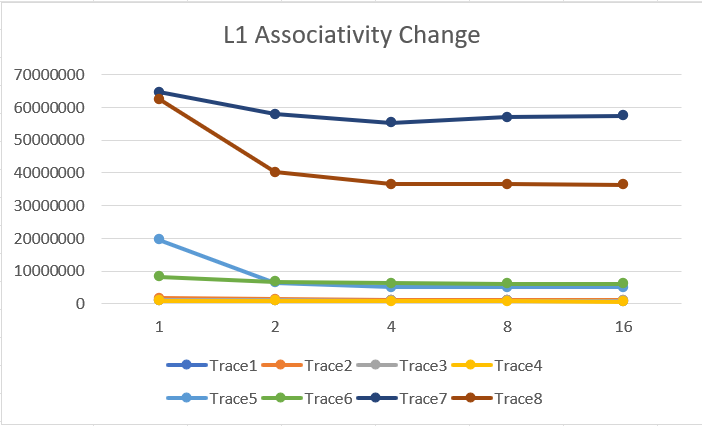 L1 Associativity Change
70000000
60000000
50000000
40000000
30000000
20000000
10000000
0
1 2 4 8 16
Trace1 Trace2 Trace3 Trace4
Trace5 Trace6 Trace7 Trace8